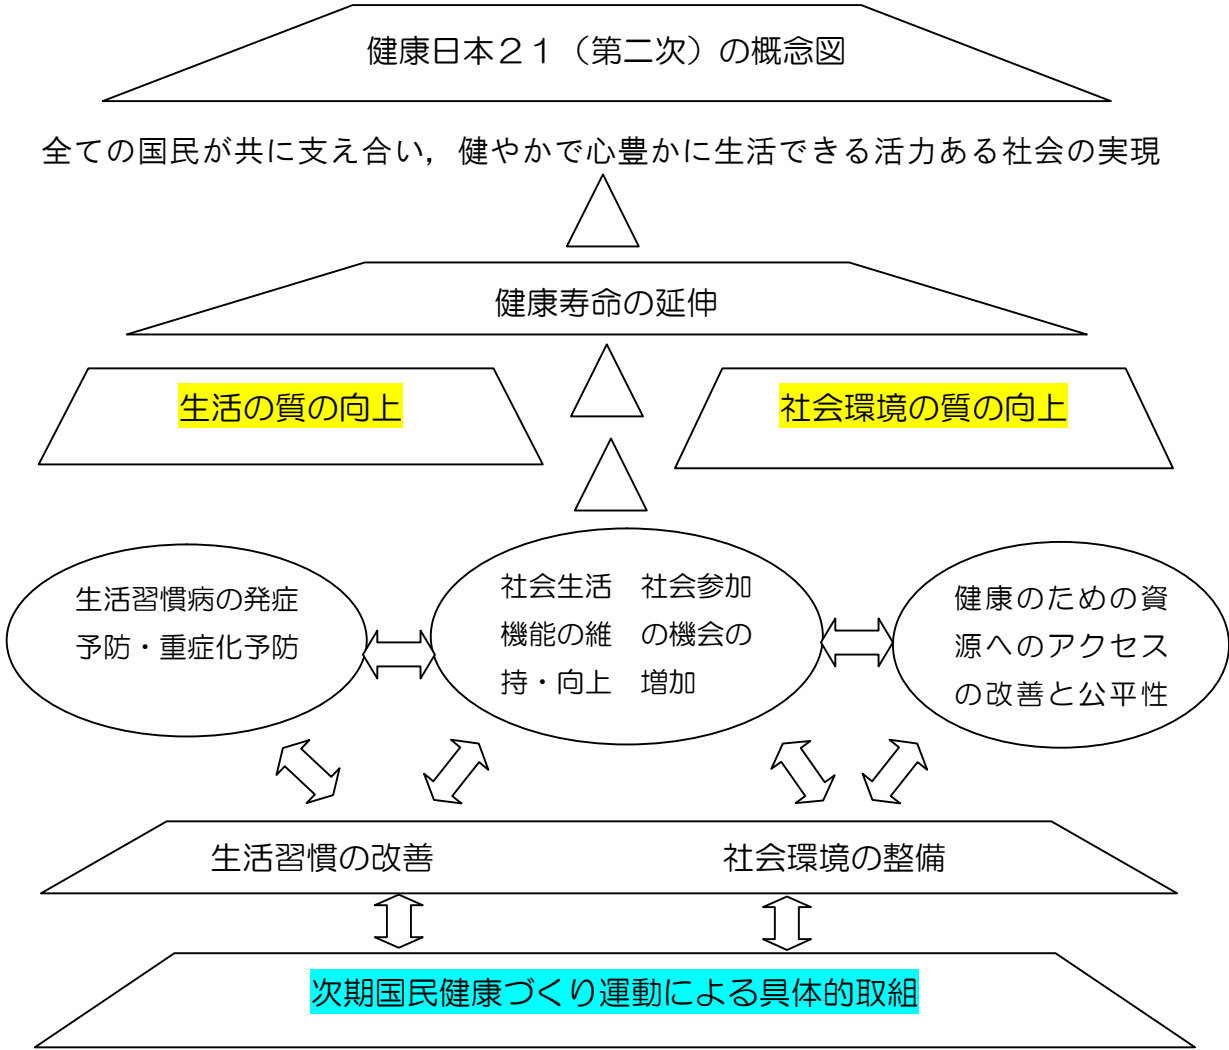 健康日本２１（第二次）の概念図
全ての国民が共に支え合い，健やかで心豊かに生活できる活力ある社会の実現
健康寿命の延伸
生活の質の向上
社会環境の質の向上
生活習慣病の発症
予防・重症化予防
社会生活
機能の維
持・向上
社会参加
の機会の
増加
健康のための資
源へのアクセス
の改善と公平性
生活習慣の改善
社会環境の整備
次期国民健康づくり運動による具体的取組